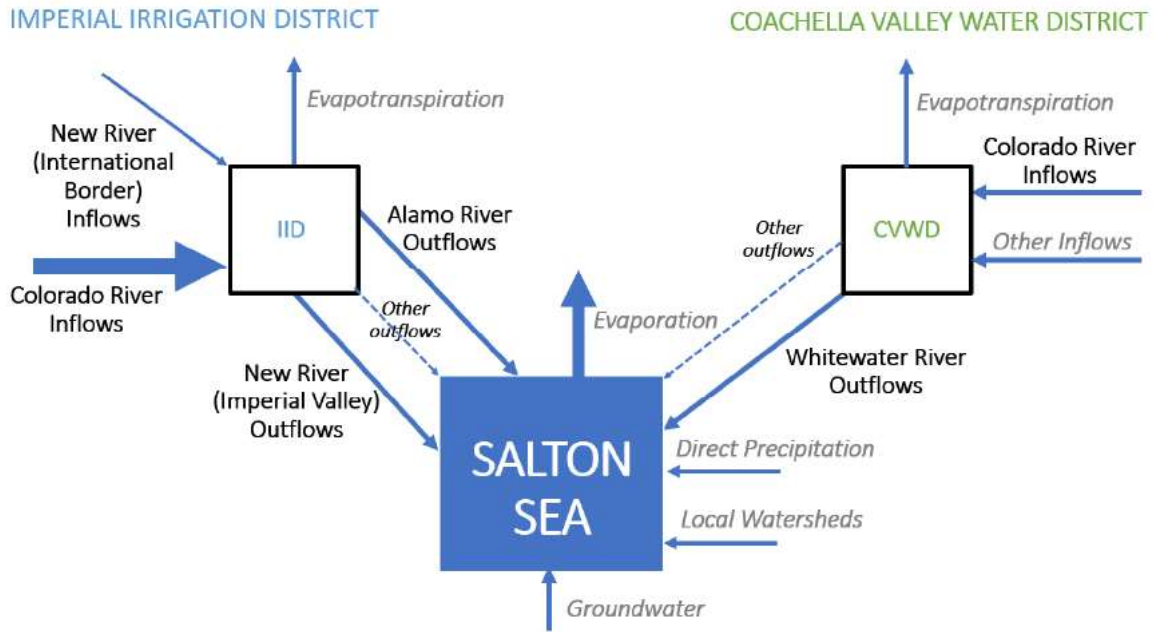 IMPERIAL IRRIGATION DISTRICT
COACHELLA VALLEY WATER DISTRICT
Evapotranspiration
New River
(International
Border)
Inflows
IID
Colorado River
Inflows
Alamo River
Outflows
Other
outflows
New River
(Imperial Valley)
Outflows
Evaporation
Evapotranspiration
Colorado River
Inflows
CVWD
Other Inflows
Other
outflows
Whitewater River
Outflows
SALTON
SEA
Direct Precipitation
Local Watersheds
Groundwater